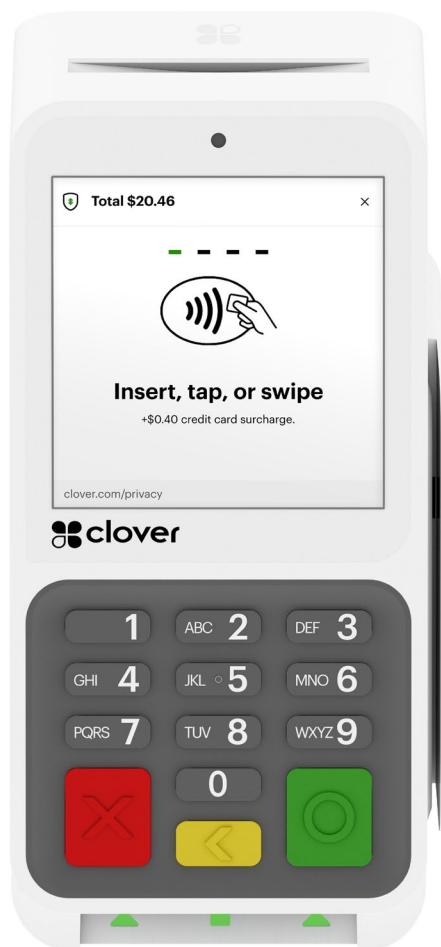 Total $20.46 ×
Insert, tap, or swipe
+$0.40 credit card surcharge.
clover.com/privacy
clover
1 ABC 2 DEF 3
GHI 4 JKL 5 MNO 6
PQRS 7 TUV 8 WXYZ 9
0